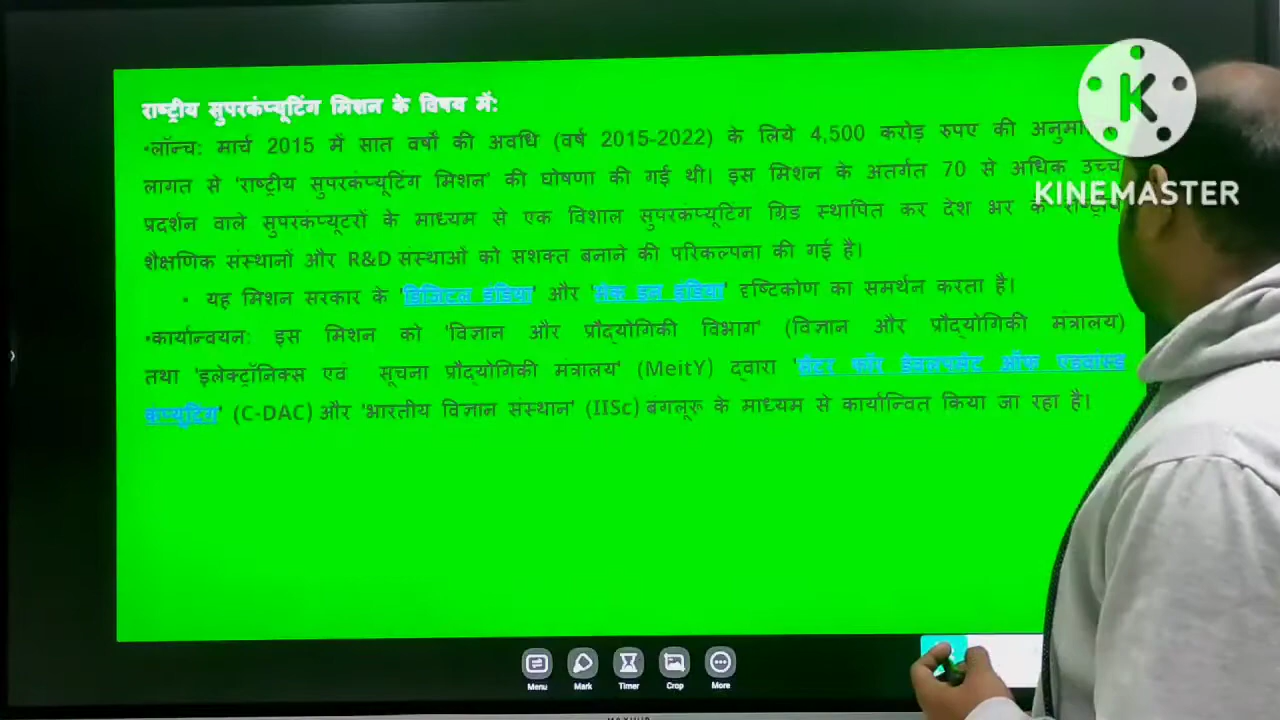 राष्ट्रीय सुपरकंप्यूटिंग मिशन के विषय में:
•लॉन्च: मार्च 2015 में सात वर्षों की अवधि (वर्ष 2015-2022) के लिये 4,500 करोड़ रुपए की
लागत से 'राष्ट्रीय सुपरकंप्यूटिंग मिशन' की घोषणा की गई थी। इस मिशन के अंतर्गत 70 से अधिक उच्च
प्रदर्शन वाले सुपरकंप्यूटरों के माध्यम से एक विशाल सुपरकंप्यूटिंग ग्रिड स्थापित कर देश भर के राष्ट्रीय
शैक्षणिक संस्थानों और R&D संस्थाओं को सशक्त बनाने की परिकल्पना की गई है।
▪ यह मिशन सरकार के 'डिजिटल इंडिया' और 'मेक इन इंडिया' दृष्टिकोण का समर्थन करता है।
•कार्यान्वयन: इस मिशन को 'विज्ञान और प्रौद्योगिकी विभाग' (विज्ञान और प्रौद्योगिकी मंत्रालय)
तथा 'इलेक्ट्रॉनिक्स एवं सूचना प्रौद्योगिकी मंत्रालय' (MeitY) द्वारा 'सेंटर फॉर डेवलपमेंट ऑफ एडवांस्ड
कंप्यूटिंग' (C-DAC) और 'भारतीय विज्ञान संस्थान' (IISc) बंगलूरू के माध्यम से कार्यान्वित किया जा रहा है।
K
KINEMASTER
Menu
Mark
Timer
Crop
More